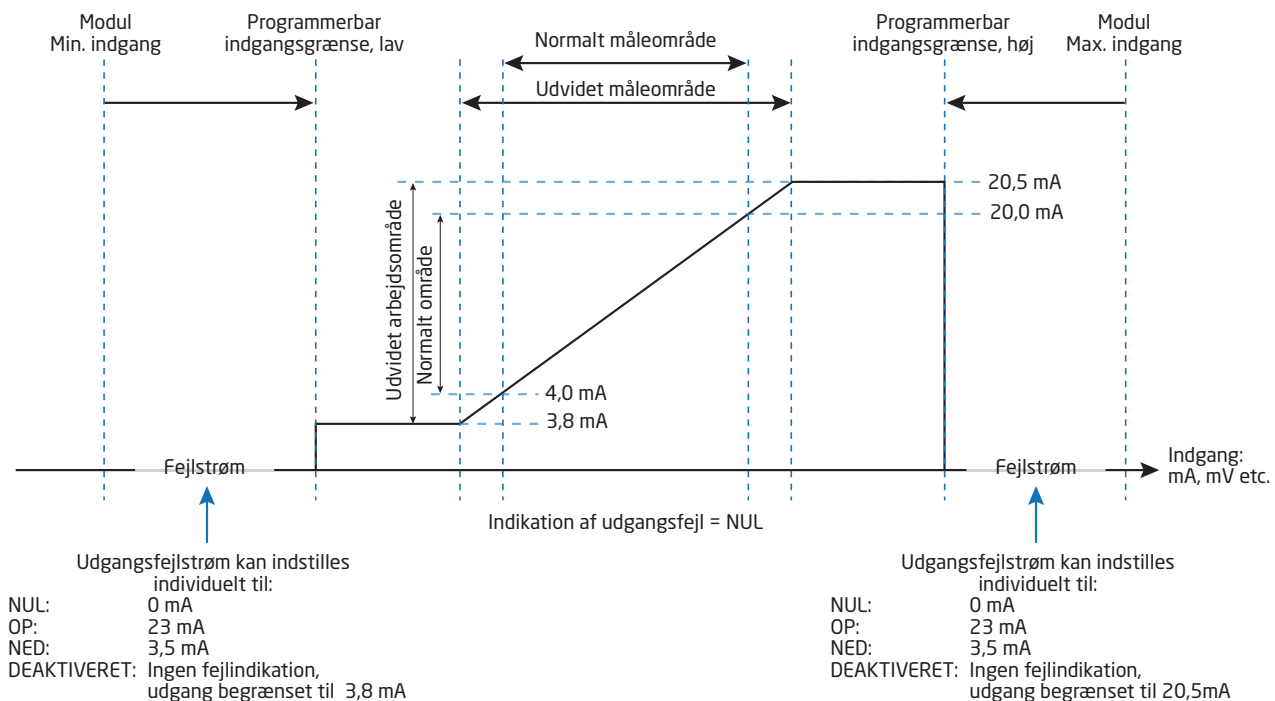 Modul
Min. indgang
Programmerbar
indgangsgrænse, lav
Normalt måleområde
Udvidet måleområde
Programmerbar
indgangsgrænse, høj
Modul
Max. indgang
20,5 mA
20,0 mA
Udvidet arbejdsområde
Normalt område
4,0 mA
3,8 mA
Fejlstrøm
Fejlstrøm
Indgang:
mA, mV etc.
Indikation af udgangsfejl = NUL
Udgangsfejlstrøm kan indstilles
individuelt til:
NUL: 0 mA
OP: 23 mA
NED: 3,5 mA
DEAKTIVERET: Ingen fejlindikation,
udgang begrænset til 3,8 mA
Udgangsfejlstrøm kan indstilles
individuelt til:
NUL: 0 mA
OP: 23 mA
NED: 3,5 mA
DEAKTIVERET: Ingen fejlindikation,
udgang begrænset til 20,5mA